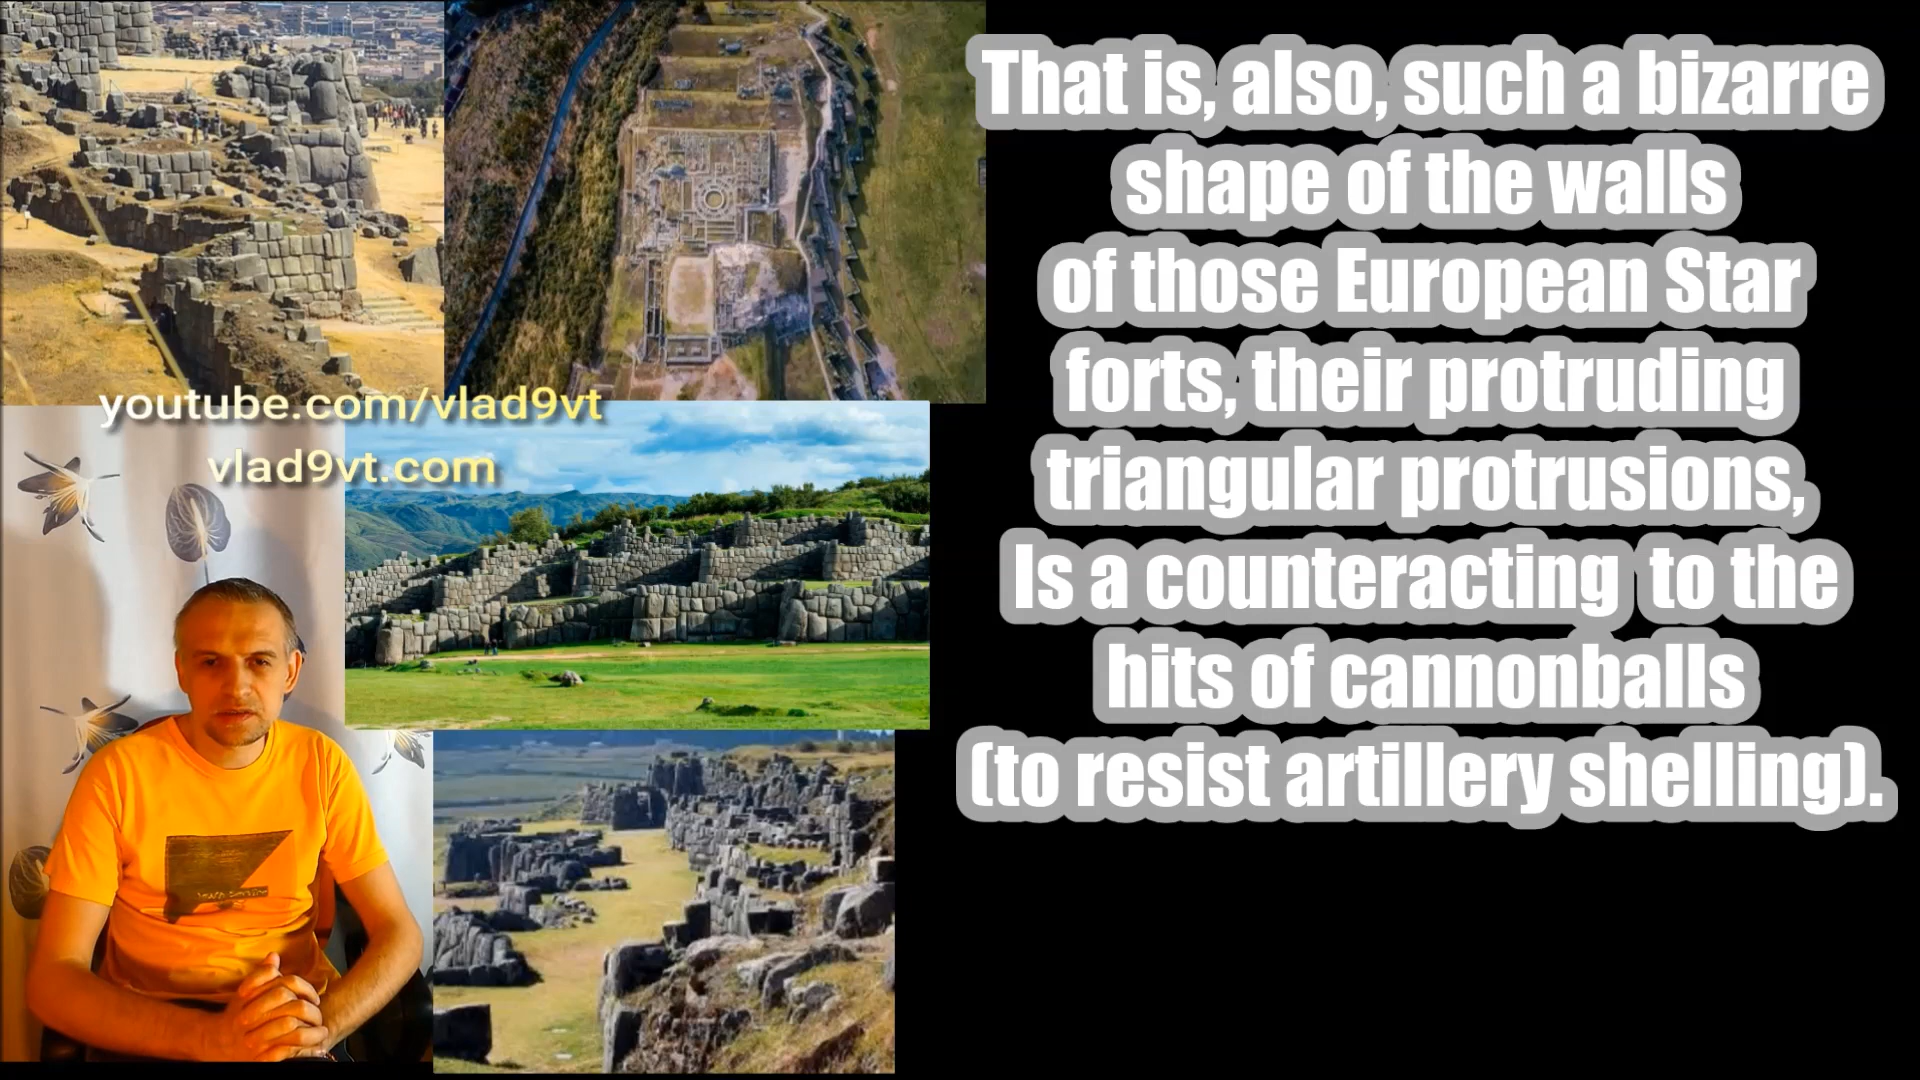 That is, also, such a bizarre
shape of the walls
of those European Star
forts, their protruding
triangular protrusions,
Is a counteracting to the
hits of cannonballs
(to resist artillery shelling).
youtube.com/vlad9vt
vlad9vt.com